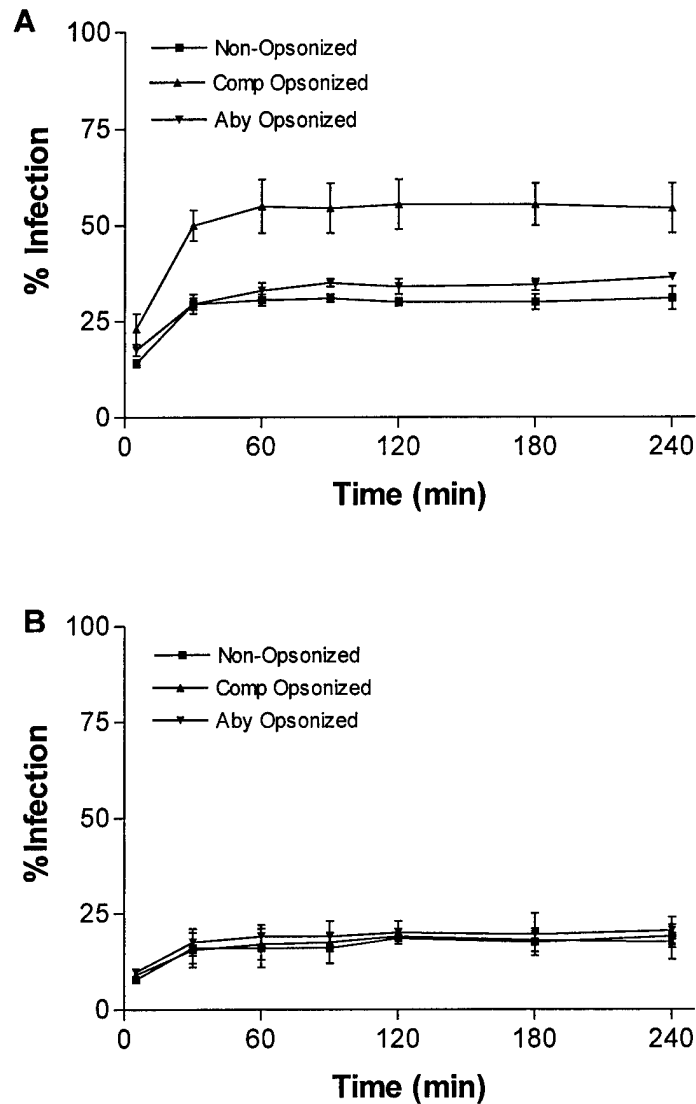 A
100
75
50
25
0
% Infection
Non-Opsonized
Comp Opsonized
Aby Opsonized
0 60 120 180 240
Time (min)
B
100
75
50
25
0
%Infection
Non-Opsonized
Comp Opsonized
Aby Opsonized
0 60 120 180 240
Time (min)